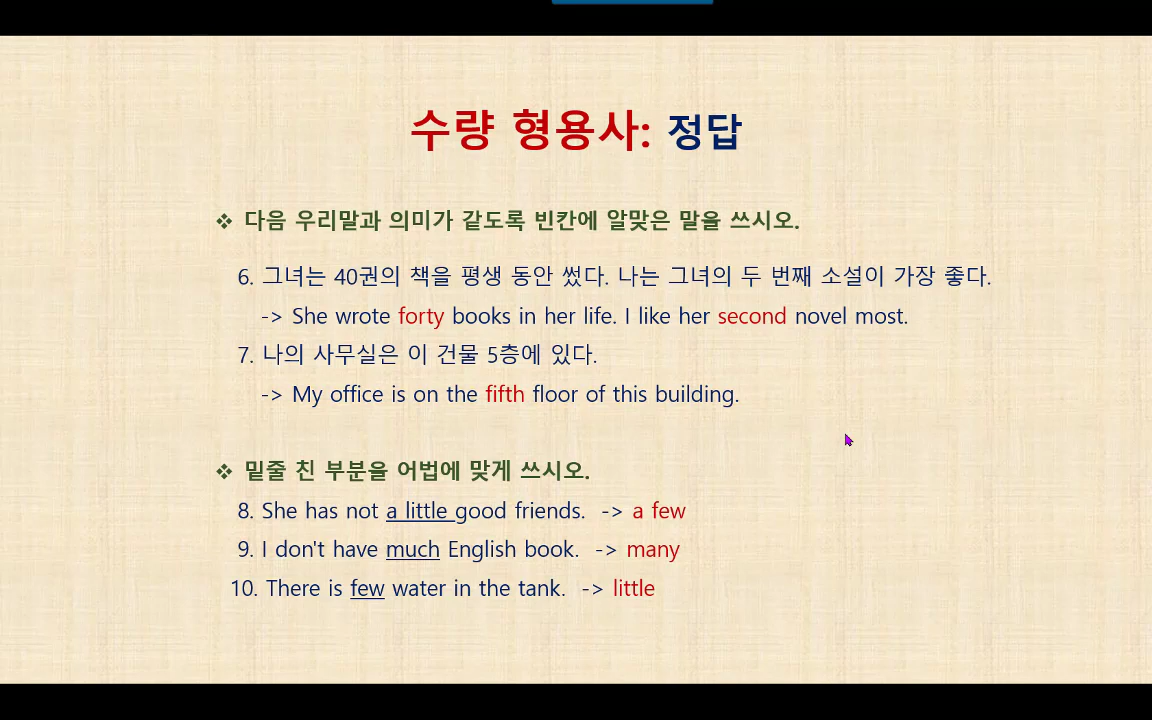 수량 형용사: 정답
❖ 다음 우리말과 의미가 같도록 빈칸에 알맞은 말을 쓰시오.
6. 그녀는 40권의 책을 평생 동안 썼다. 나는 그녀의 두 번째 소설이 가장 좋다.
-> She wrote forty books in her life. I like her second novel most.
7. 나의 사무실은 이 건물 5층에 있다.
-> My office is on the fifth floor of this building.
❖ 밑줄 친 부분을 어법에 맞게 쓰시오.
8. She has not a little good friends. -> a few
9. I don't have much English book. -> many
10. There is few water in the tank. -> little